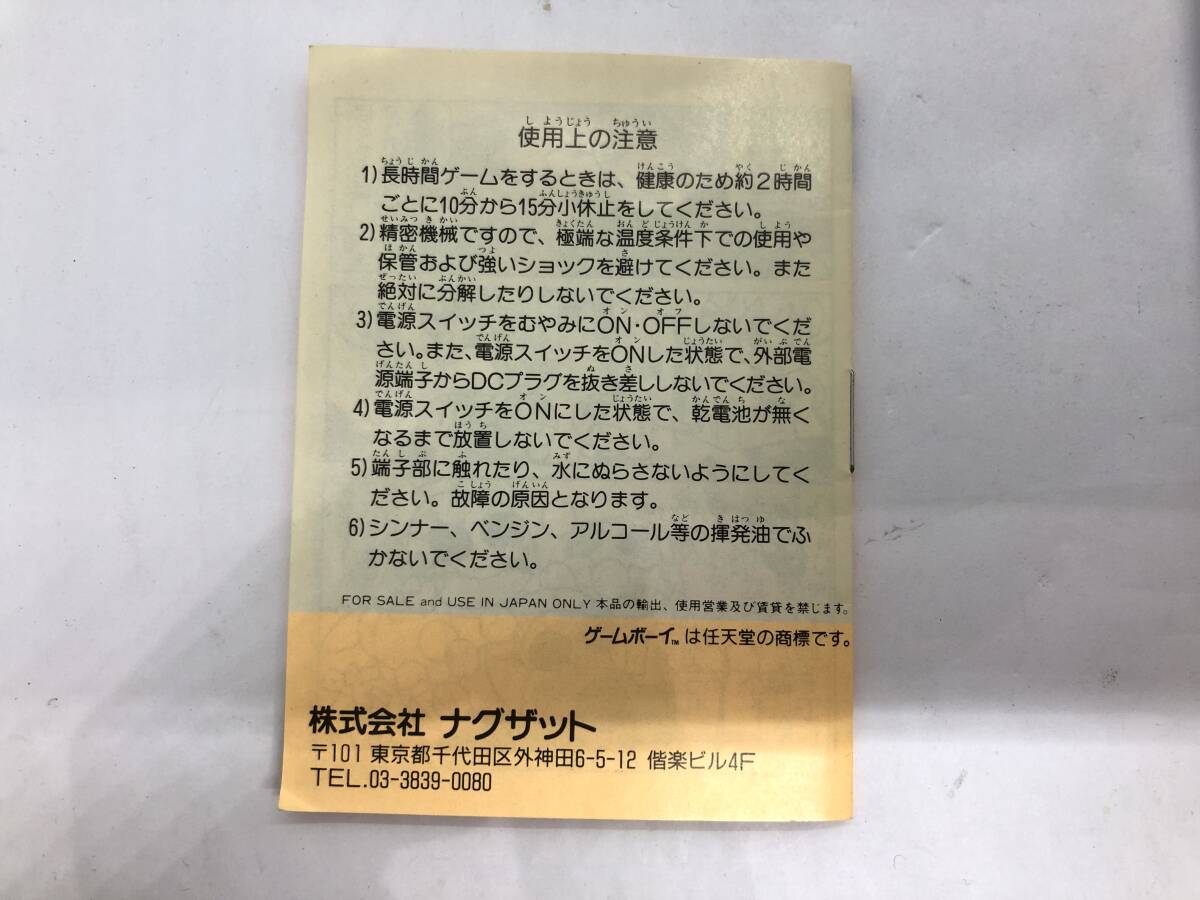 使用上の注意
1)長時間ゲームをするときは、健康のため約2時間
ごとに10分から15分小休止をしてください。
2)精密機械ですので、極端な温度条件下での使用や
保管および強いショックを避けてください。また
絶対に分解したりしないでください。
3)電源スイッチをむやみにON・OFFしないでくだ
さい。また、電源スイッチをONした状態で、外部電
源端子からDCプラグを抜き差ししないでください。
4)電源スイッチをONにした状態で、乾電池が無く
なるまで放置しないでください。
5)端子部に触れたり、水にぬらさないようにしてく
ださい。故障の原因となります。
6)シンナー、ベンジン、アルコール等の揮発油でふ
かないでください。
FOR SALE and USE IN JAPAN ONLY 本品の輸出、使用営業及び賃貸を禁じます。
ゲームボーイ™は任天堂の商標です。
株式会社 ナグザット
〒101 東京都千代田区外神田6-5-12 偕楽ビル4F
TEL.03-3839-0080